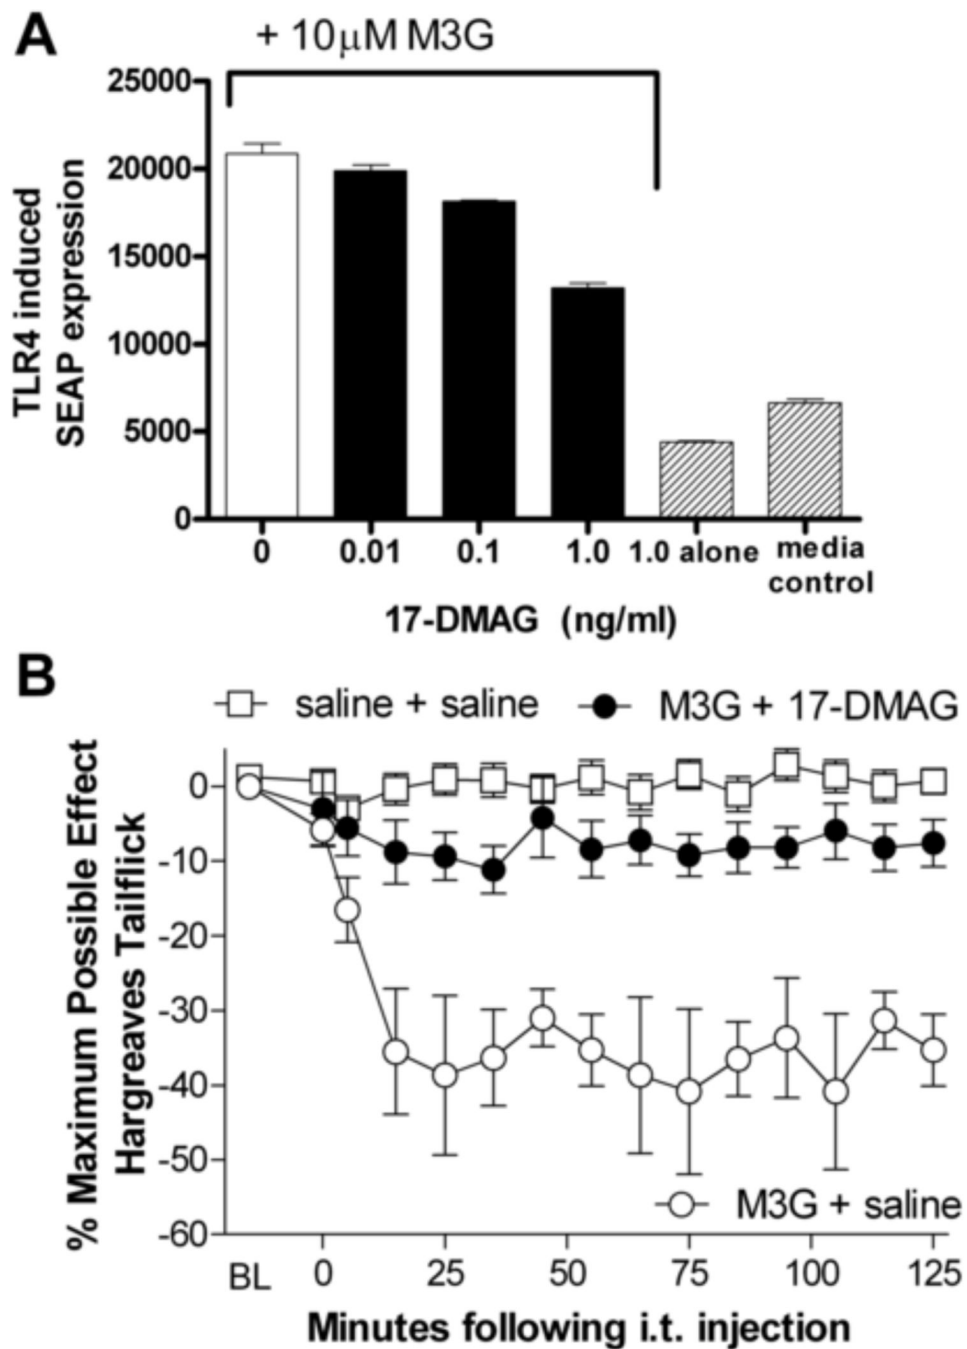 A
+ 10μM M3G
TLR4 induced
SEAP expression
25000
20000
15000
10000
5000
0
0 0.01 0.1 1.0 1.0 alone media control
17-DMAG (ng/ml)
B
saline + saline M3G + 17-DMAG
% Maximum Possible Effect
Hargreaves Tailflick
0
-10
-20
-30
-40
-50
-60
M3G + saline
BL 0 25 50 75 100 125
Minutes following i.t. injection